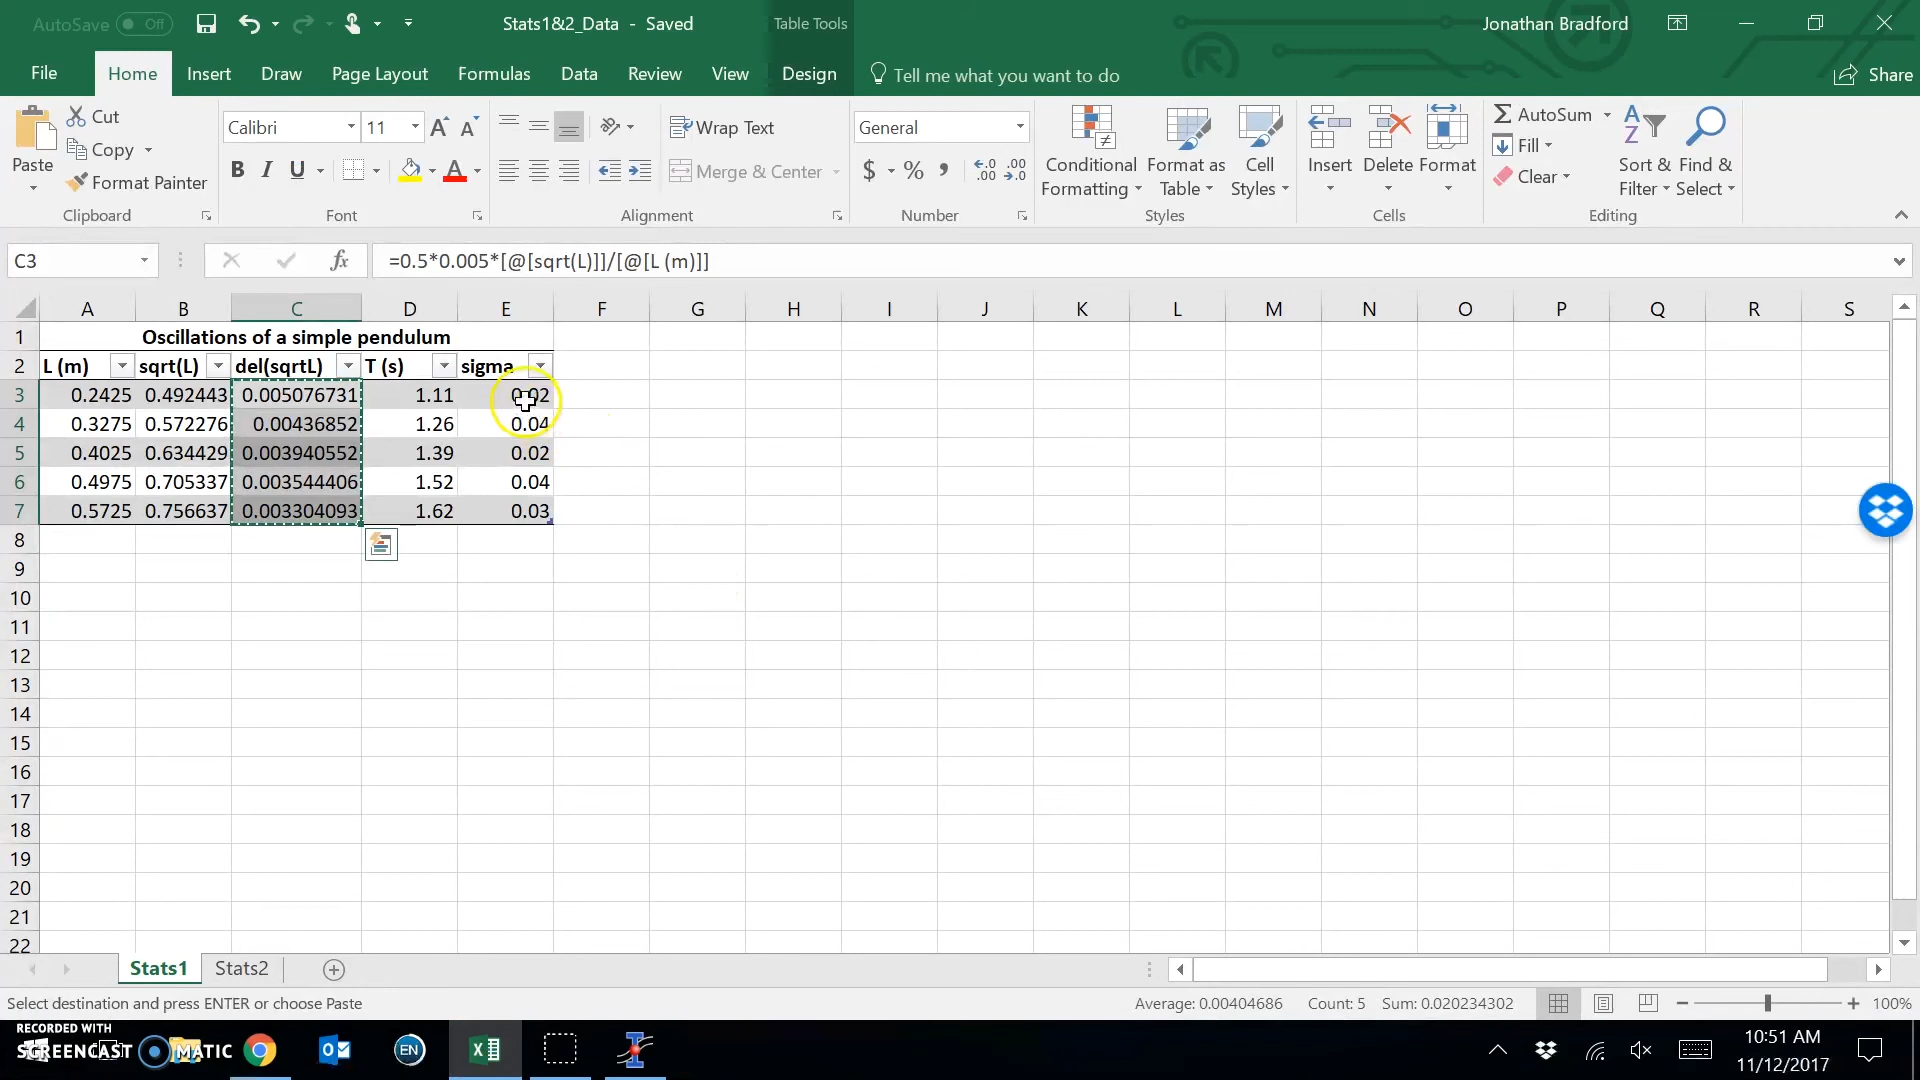 AutoSave Off
Stats1&2_Data - Saved
Table Tools
Jonathan Bradford
File Home Insert Draw Page Layout Formulas Data Review View Design Tell me what you want to do Share
Paste
Cut
Copy
Format Painter
Clipboard
Calibri 11
B I U
Font
Wrap Text
Merge & Center
Alignment
General
$ % ,
Number
Conditional Formatting
Format as Table
Cell Styles
Styles
Insert Delete Format
Cells
AutoSum
Fill
Clear
Sort & Filter
Find & Select
Editing
C3 fx =0.5*0.005*[@[sqrt(L)]]/[@[L (m)]]
A B C D E F G H I J K L M N O P Q R S
1 Oscillations of a simple pendulum
2 L (m) sqrt(L) del(sqrtL) T (s) sigma
3 0.2425 0.492443 0.005076731 1.11 0.02
4 0.3275 0.572276 0.00436852 1.26 0.04
5 0.4025 0.634429 0.003940552 1.39 0.02
6 0.4975 0.705337 0.003544406 1.52 0.04
7 0.5725 0.756637 0.003304093 1.62 0.03
8
9
10
11
12
13
14
15
16
17
18
19
20
21
22
Stats1 Stats2
Select destination and press ENTER or choose Paste Average: 0.00404686 Count: 5 Sum: 0.020234302 100%
RECORDED WITH
SCREENCAST MATIC
EN
10:51 AM
11/12/2017